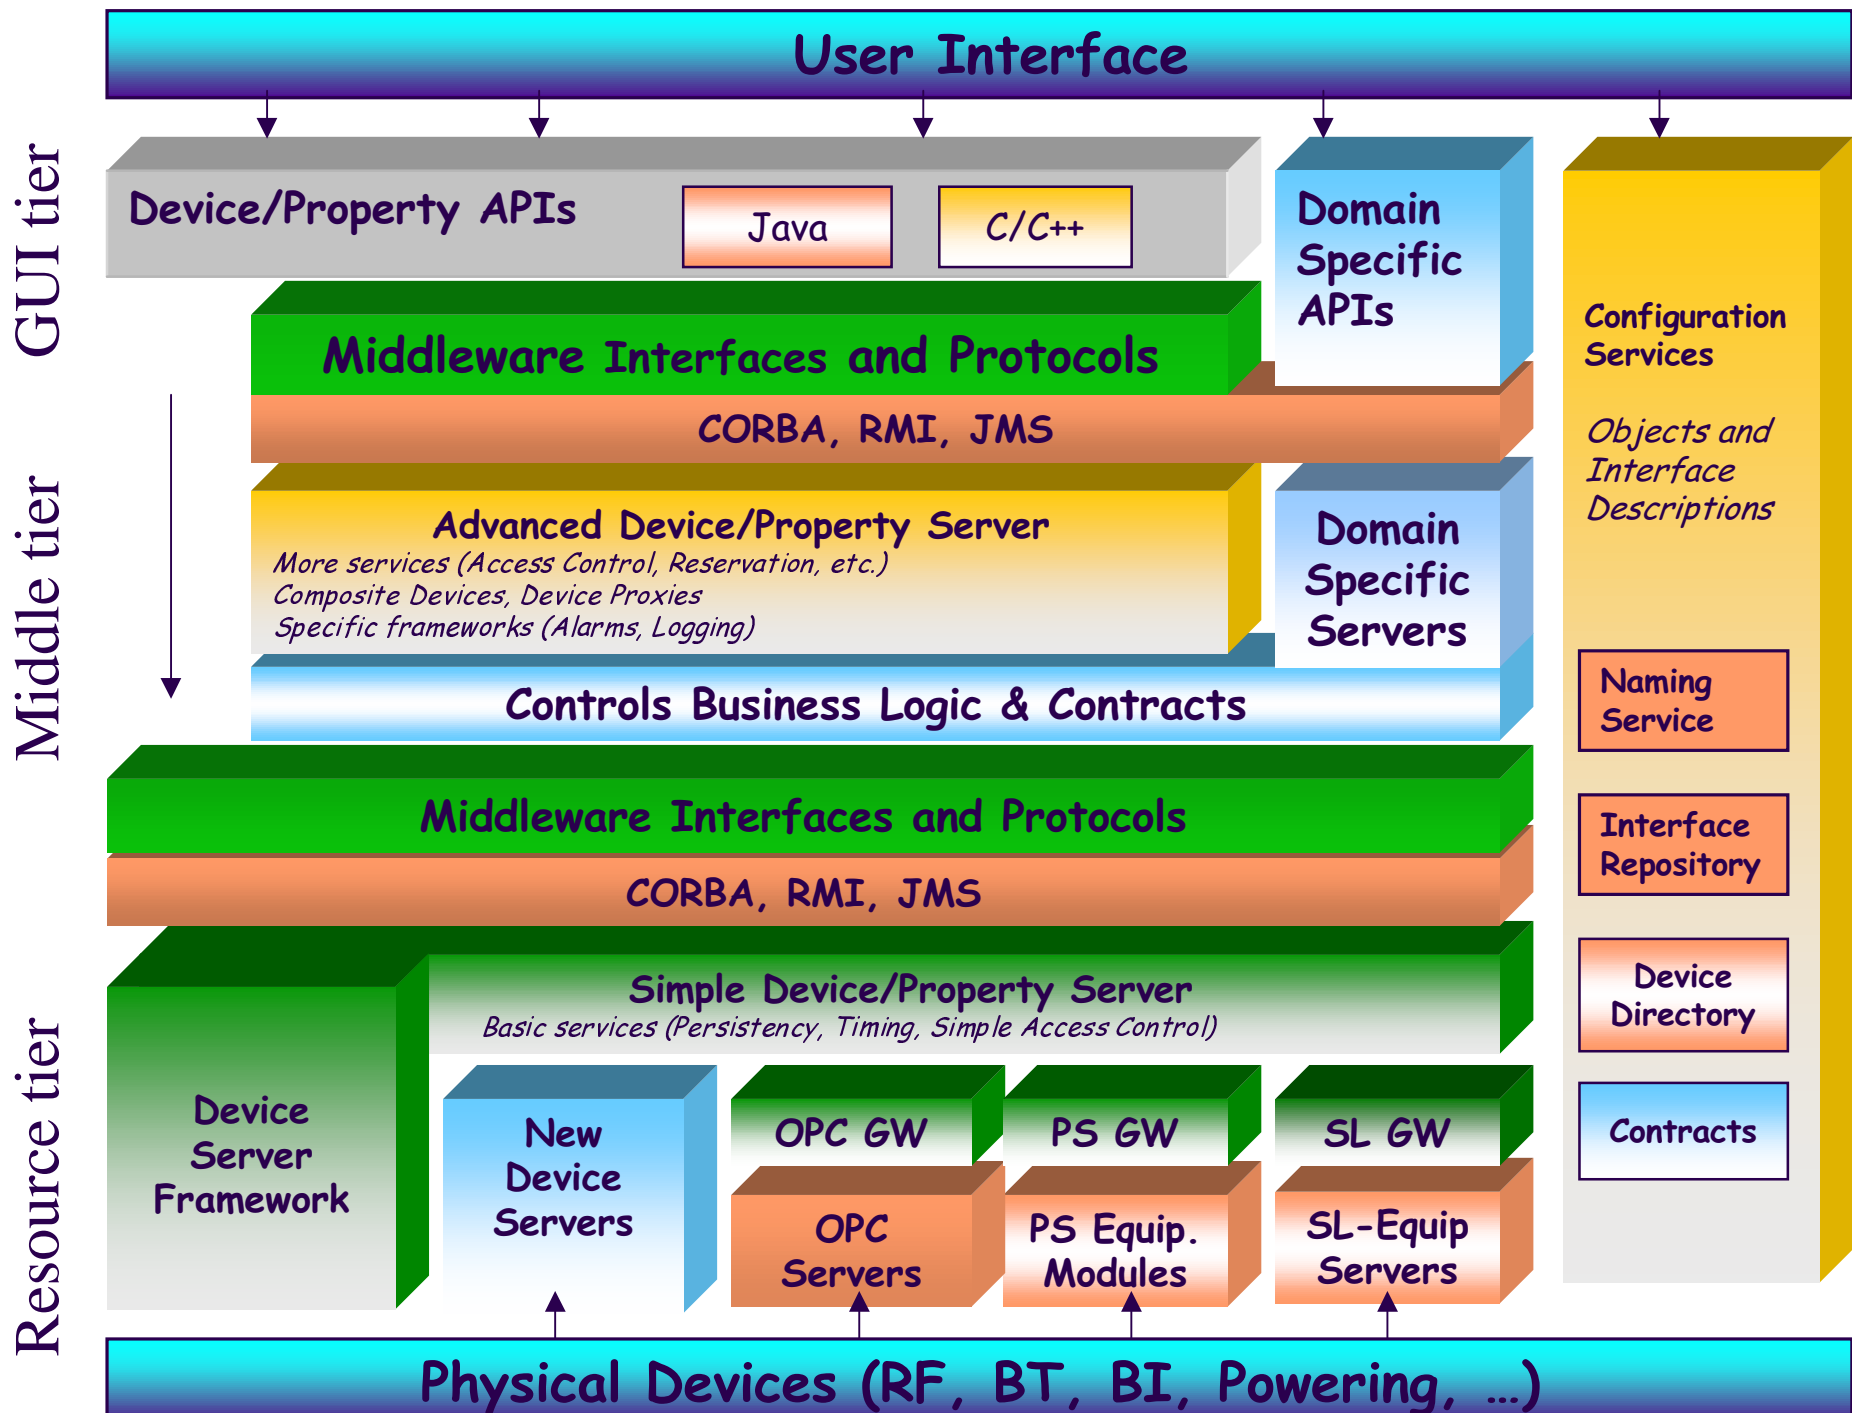 User Interface
GUI tier
Device/Property APIs
Java
C/C++
Domain
Specific
APIs
Middleware Interfaces and Protocols
CORBA, RMI, JMS
Configuration
Services
Objects and
Interface
Descriptions
Middle tier
Advanced Device/Property Server
More services (Access Control, Reservation, etc.)
Composite Devices, Device Proxies
Specific frameworks (Alarms, Logging)
Domain
Specific
Servers
Controls Business Logic & Contracts
Naming
Service
Middleware Interfaces and Protocols
CORBA, RMI, JMS
Interface
Repository
Resource tier
Simple Device/Property Server
Basic services (Persistency, Timing, Simple Access Control)
Device
Directory
Device
Server
Framework
New
Device
Servers
OPC GW
PS GW
SL GW
Contracts
OPC
Servers
PS Equip.
Modules
SL-Equip
Servers
Physical Devices (RF, BT, BI, Powering, …)